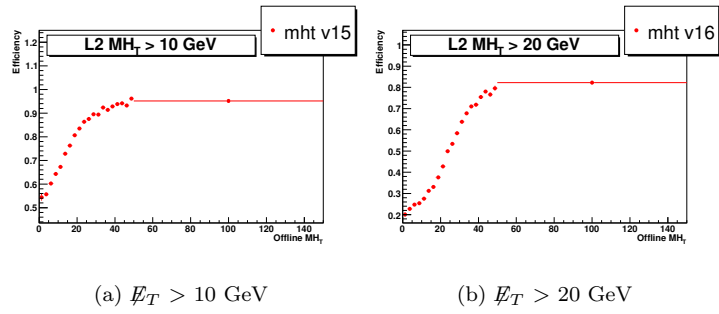 L2 MH_T > 10 GeV
mht v15
Efficiency
1.2
1.1
1
0.9
0.8
0.7
0.6
0.5
0 20 40 60 80 100 120 140
Offline MH_T
L2 MH_T > 20 GeV
mht v16
Efficiency
1
0.9
0.8
0.7
0.6
0.5
0.4
0.3
0.2
0 20 40 60 80 100 120 140
Offline MH_T
(a) E̸_T > 10 GeV
(b) E̸_T > 20 GeV